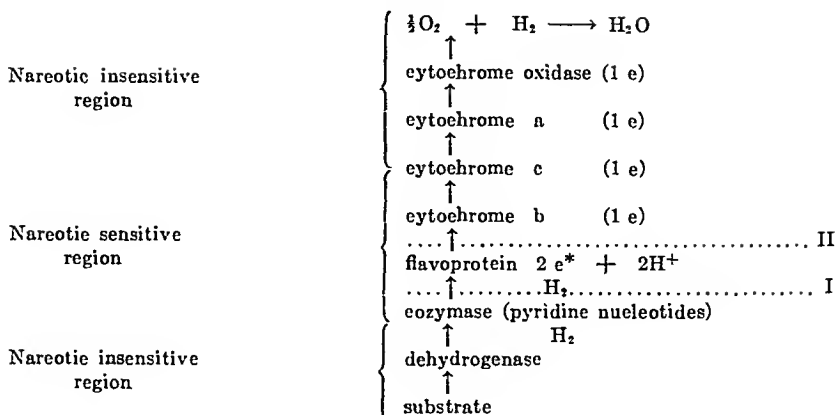 ½O₂ + H₂ ⟶ H₂O
Nareotic insensitive
region
cytochrome oxidase (1 e)
cytochrome a (1 e)
cytochrome c (1 e)
cytochrome b (1 e)
Nareotie sensitive
region
II
flavoprotein 2 e* + 2H⁺
H₂
I
cozymase (pyridine nucleotides)
H₂
Nareotie insensitive
region
dehydrogenase
substrate